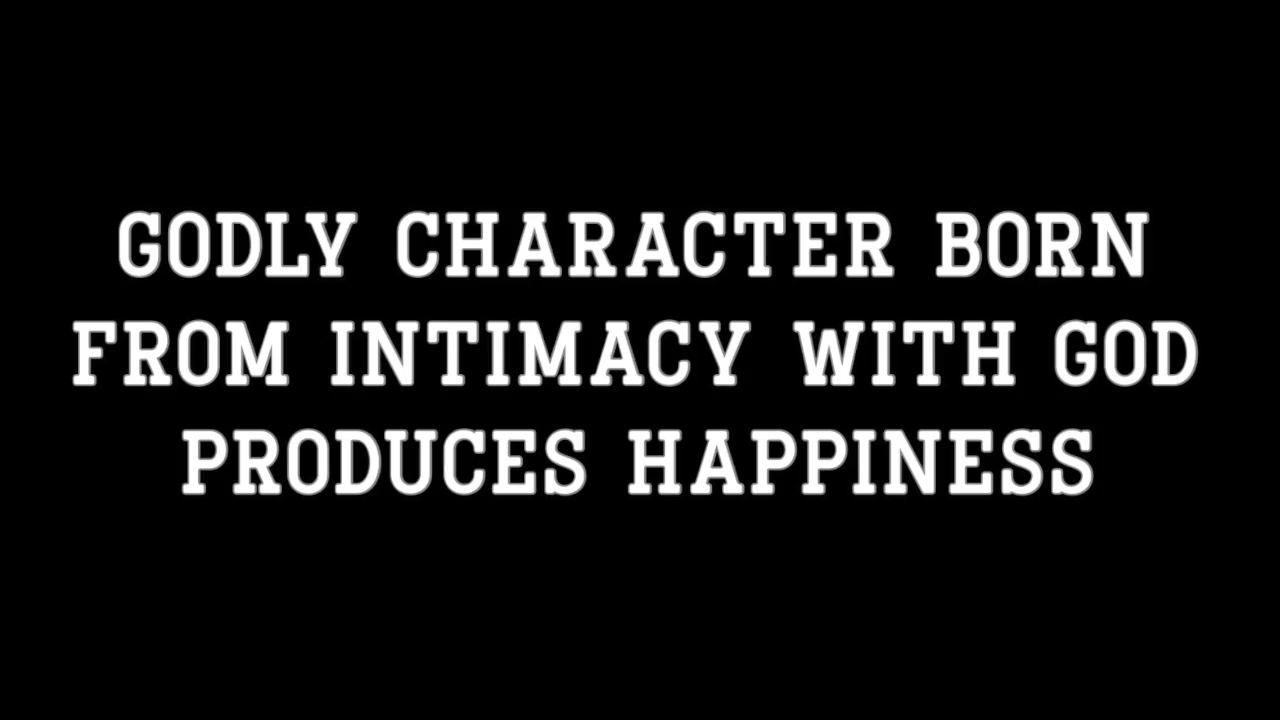 GODLY CHARACTER BORN
FROM INTIMACY WITH GOD
PRODUCES HAPPINESS